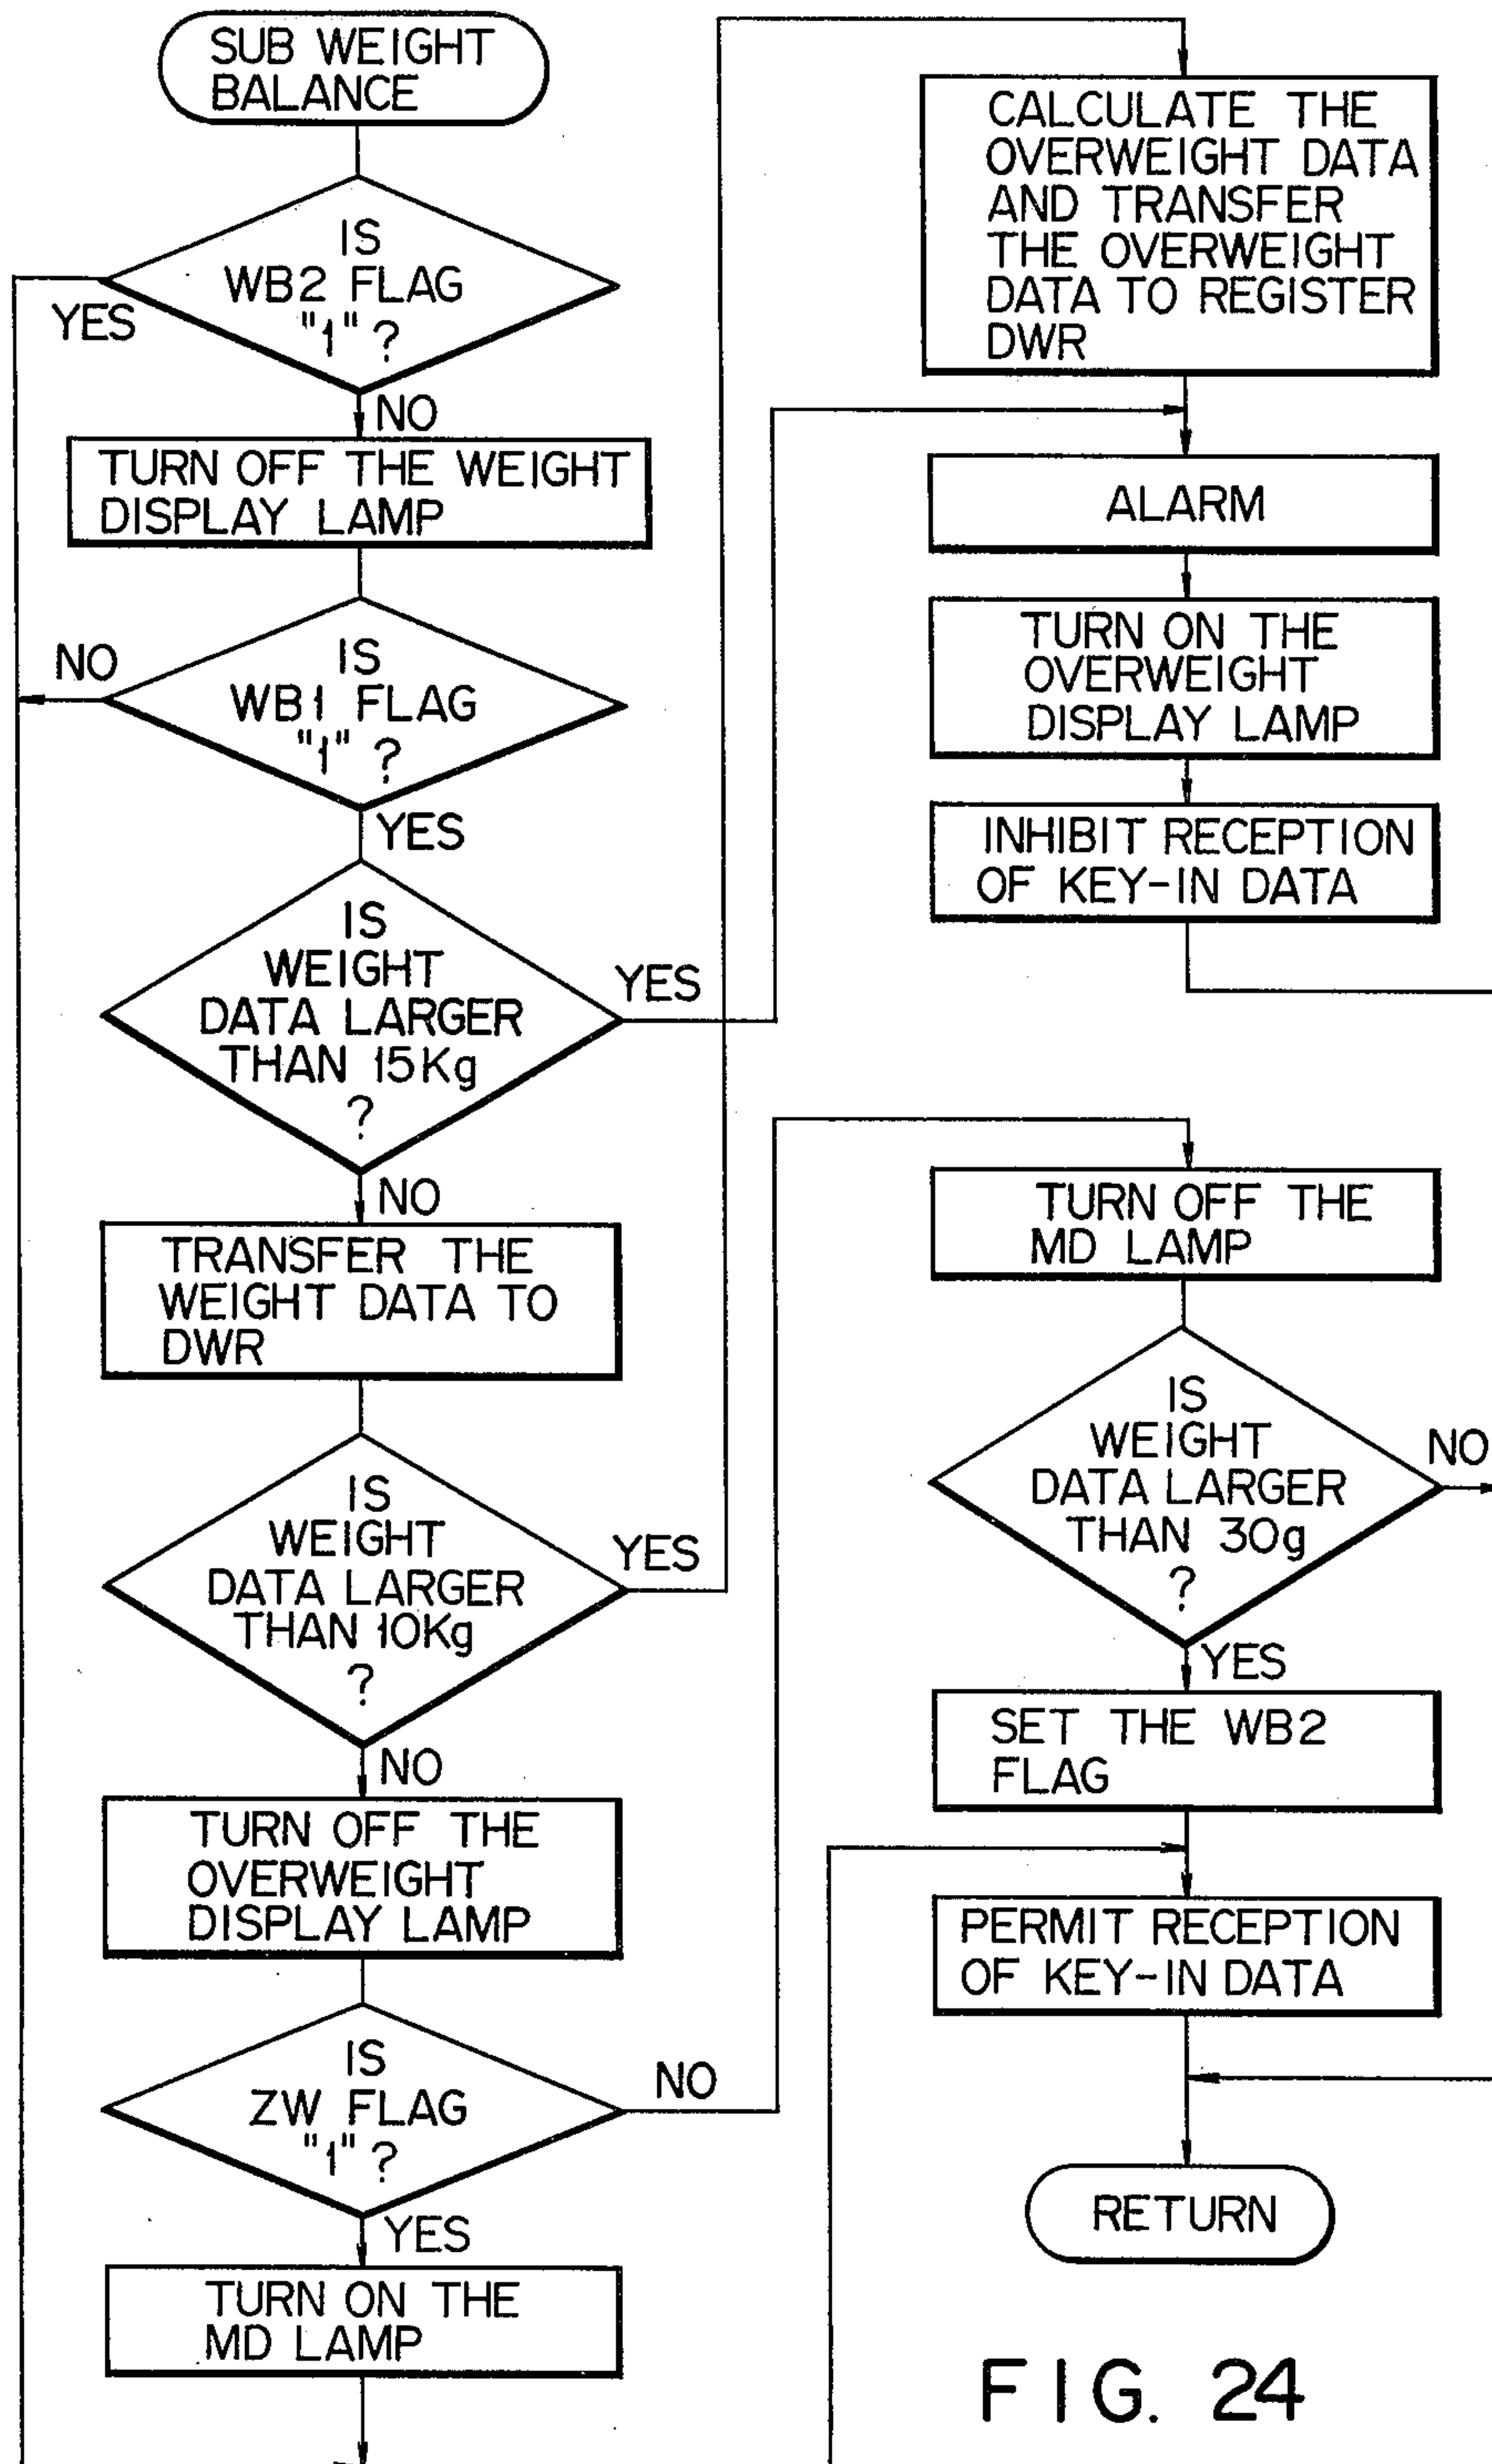 SUB WEIGHT
BALANCE
IS
WB2 FLAG
"1" ?
YES
NO
TURN OFF THE WEIGHT
DISPLAY LAMP
NO
IS
WB1 FLAG
"1" ?
YES
IS
WEIGHT
DATA LARGER
THAN 15Kg
?
YES
NO
TRANSFER THE
WEIGHT DATA TO
DWR
IS
WEIGHT
DATA LARGER
THAN 10Kg
?
YES
NO
TURN OFF THE
OVERWEIGHT
DISPLAY LAMP
IS
ZW FLAG
"1" ?
NO
YES
TURN ON THE
MD LAMP
CALCULATE THE
OVERWEIGHT DATA
AND TRANSFER
THE OVERWEIGHT
DATA TO REGISTER
DWR
ALARM
TURN ON THE
OVERWEIGHT
DISPLAY LAMP
INHIBIT RECEPTION
OF KEY-IN DATA
TURN OFF THE
MD LAMP
IS
WEIGHT
DATA LARGER
THAN 30g
?
NO
YES
SET THE WB2
FLAG
PERMIT RECEPTION
OF KEY-IN DATA
RETURN
FIG. 24